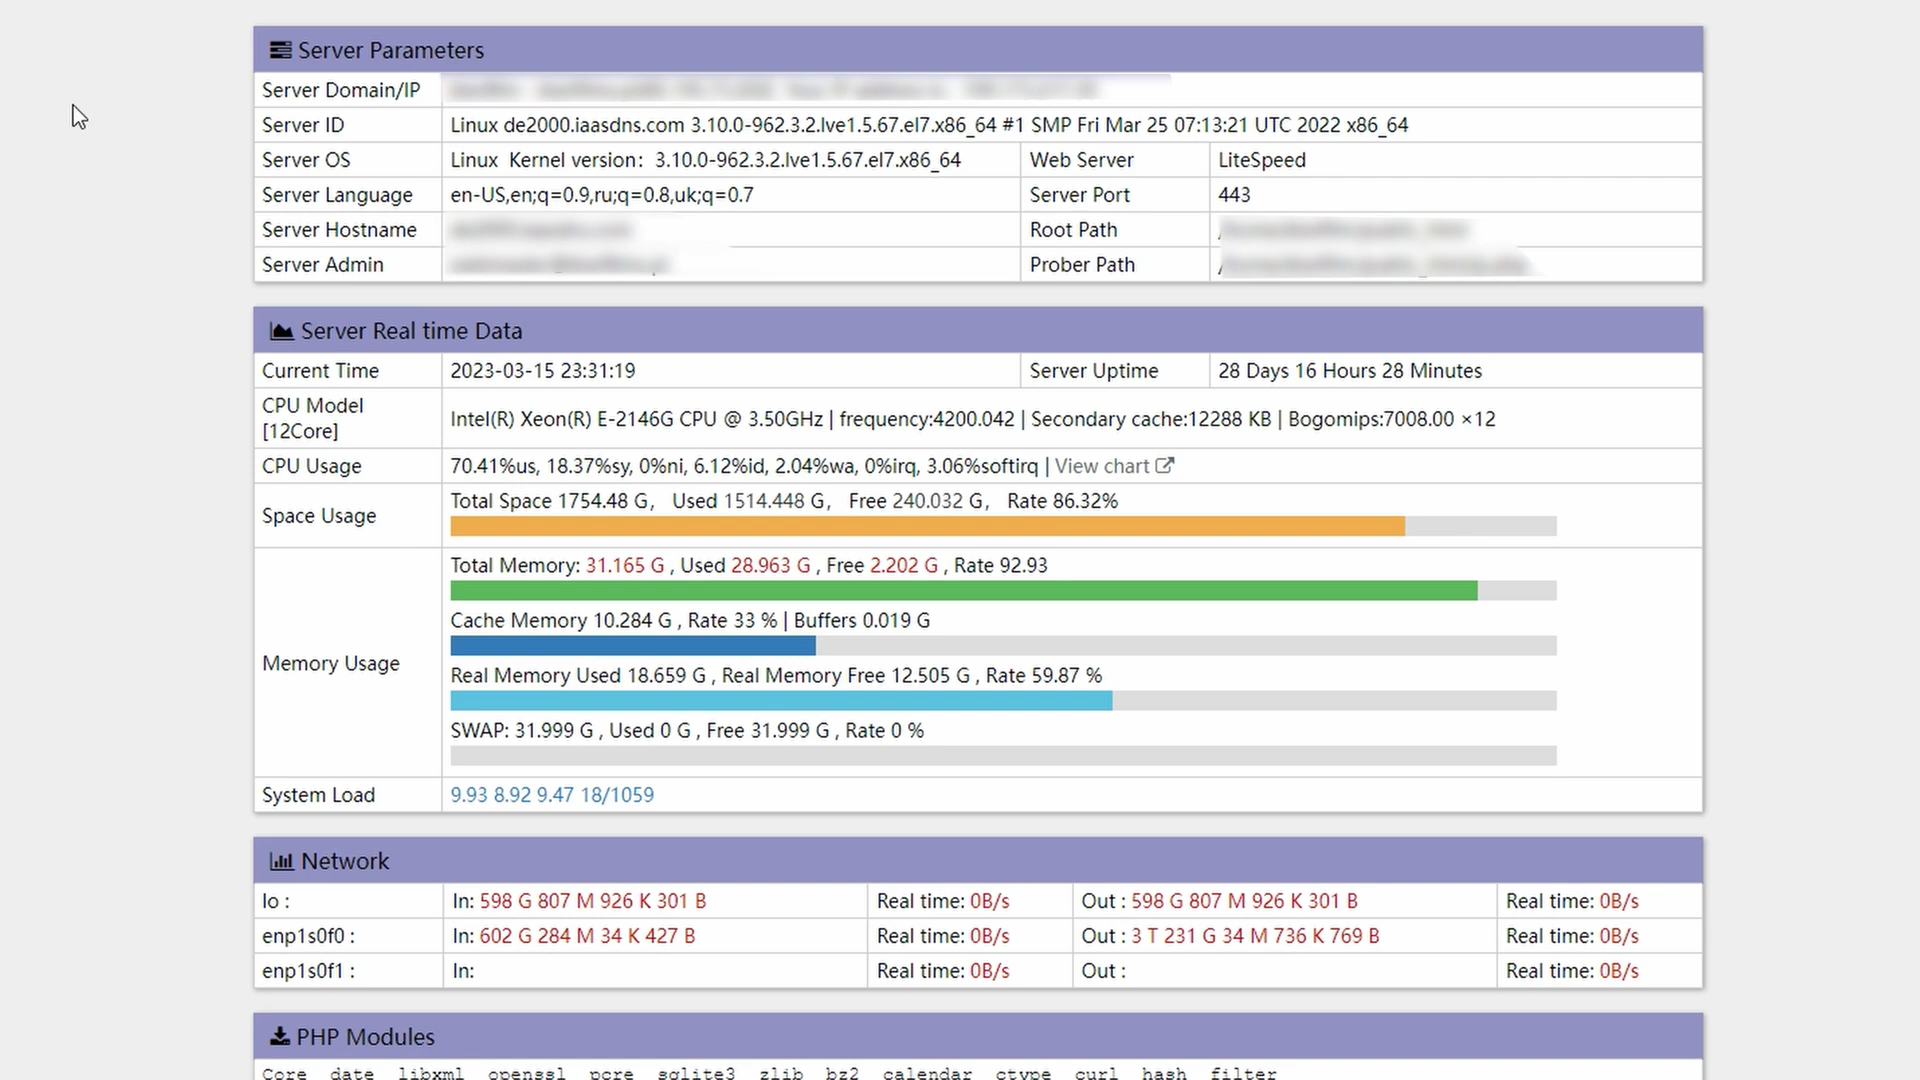 Server Parameters
Server Domain/IP
Server ID Linux de2000.iaasdns.com 3.10.0-962.3.2.lve1.5.67.el7.x86_64 #1 SMP Fri Mar 25 07:13:21 UTC 2022 x86_64
Server OS Linux Kernel version: 3.10.0-962.3.2.lve1.5.67.el7.x86_64 Web Server LiteSpeed
Server Language en-US,en;q=0.9,ru;q=0.8,uk;q=0.7 Server Port 443
Server Hostname Root Path
Server Admin Prober Path
Server Real time Data
Current Time 2023-03-15 23:31:19 Server Uptime 28 Days 16 Hours 28 Minutes
CPU Model
[12Core] Intel(R) Xeon(R) E-2146G CPU @ 3.50GHz | frequency:4200.042 | Secondary cache:12288 KB | Bogomips:7008.00 ×12
CPU Usage 70.41%us, 18.37%sy, 0%ni, 6.12%id, 2.04%wa, 0%irq, 3.06%softirq | View chart
Space Usage Total Space 1754.48 G, Used 1514.448 G, Free 240.032 G, Rate 86.32%
Total Memory: 31.165 G , Used 28.963 G , Free 2.202 G , Rate 92.93
Cache Memory 10.284 G , Rate 33 % | Buffers 0.019 G
Memory Usage
Real Memory Used 18.659 G , Real Memory Free 12.505 G , Rate 59.87 %
SWAP: 31.999 G , Used 0 G , Free 31.999 G , Rate 0 %
System Load 9.93 8.92 9.47 18/1059
Network
lo : In: 598 G 807 M 926 K 301 B Real time: 0B/s Out : 598 G 807 M 926 K 301 B Real time: 0B/s
enp1s0f0 : In: 602 G 284 M 34 K 427 B Real time: 0B/s Out : 3 T 231 G 34 M 736 K 769 B Real time: 0B/s
enp1s0f1 : In: Real time: 0B/s Out : Real time: 0B/s
PHP Modules
Core date libxml openssl pcre sqlite3 zlib bz2 calendar ctype curl hash filter